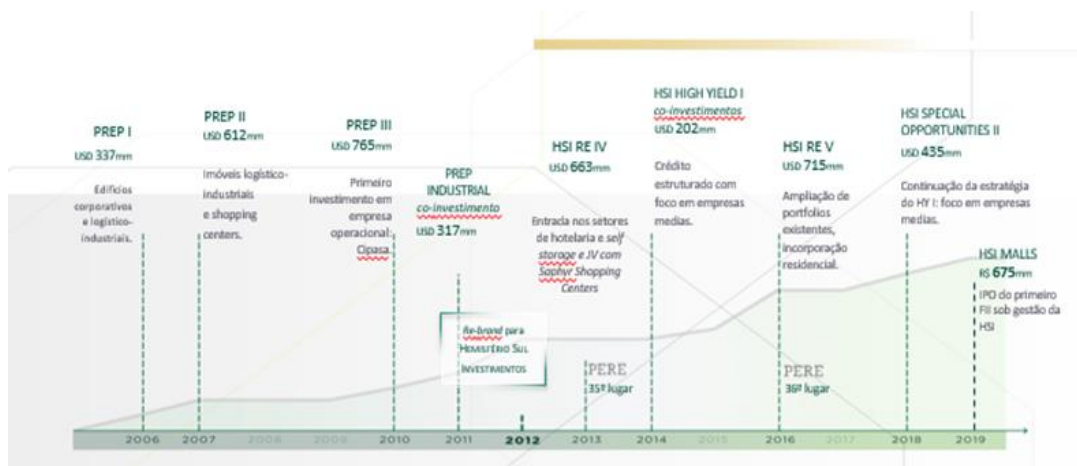 PREP I
USD 337mm
Edifícios
corporativos
e logístico-
industriais.
PREP II
USD 612mm
Imóveis logístico-
industriais
e shopping
centers.
PREP III
USD 765mm
Primeiro
investimento em
empresa
operacional:
Cipasa.
PREP
INDUSTRIAL
co-investimento
USD 317mm
Re-brand para
Hemisfério Sul
Investimentos
HSI RE IV
USD 663mm
Entrada nos setores
de hotelaria e self
storage e JV com
Saphyr Shopping
Centers
PERE
35º lugar
HSI HIGH YIELD I
co-investimentos
USD 202mm
Crédito
estruturado com
foco em empresas
medias.
HSI RE V
USD 715mm
Ampliação de
portfolios
existentes,
incorporação
residencial.
PERE
36º lugar
HSI SPECIAL
OPPORTUNITIES II
USD 435mm
Continuação da estratégia
do HY I: foco em empresas
medias.
HSI MALLS
R$ 675mm
IPO do primeiro
FII sob gestão da
HSI
2006 2007 2008 2009 2010 2011 2012 2013 2014 2015 2016 2017 2018 2019